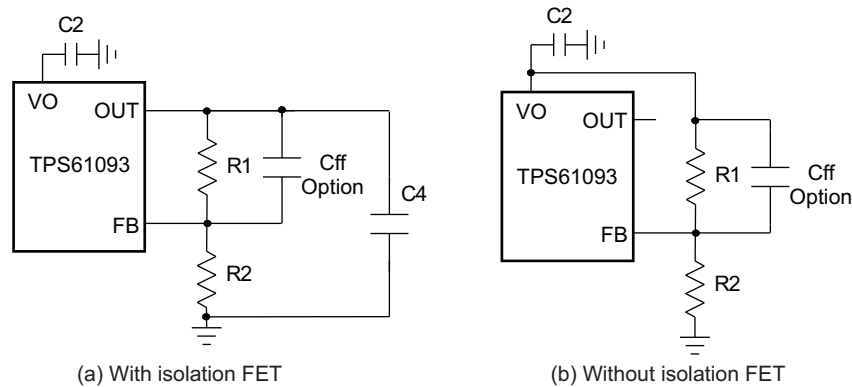 C2
VO
OUT
TPS61093
R1
Cff
Option
C4
FB
R2
(a) With isolation FET
C2
VO
OUT
TPS61093
R1
Cff
Option
FB
R2
(b) Without isolation FET